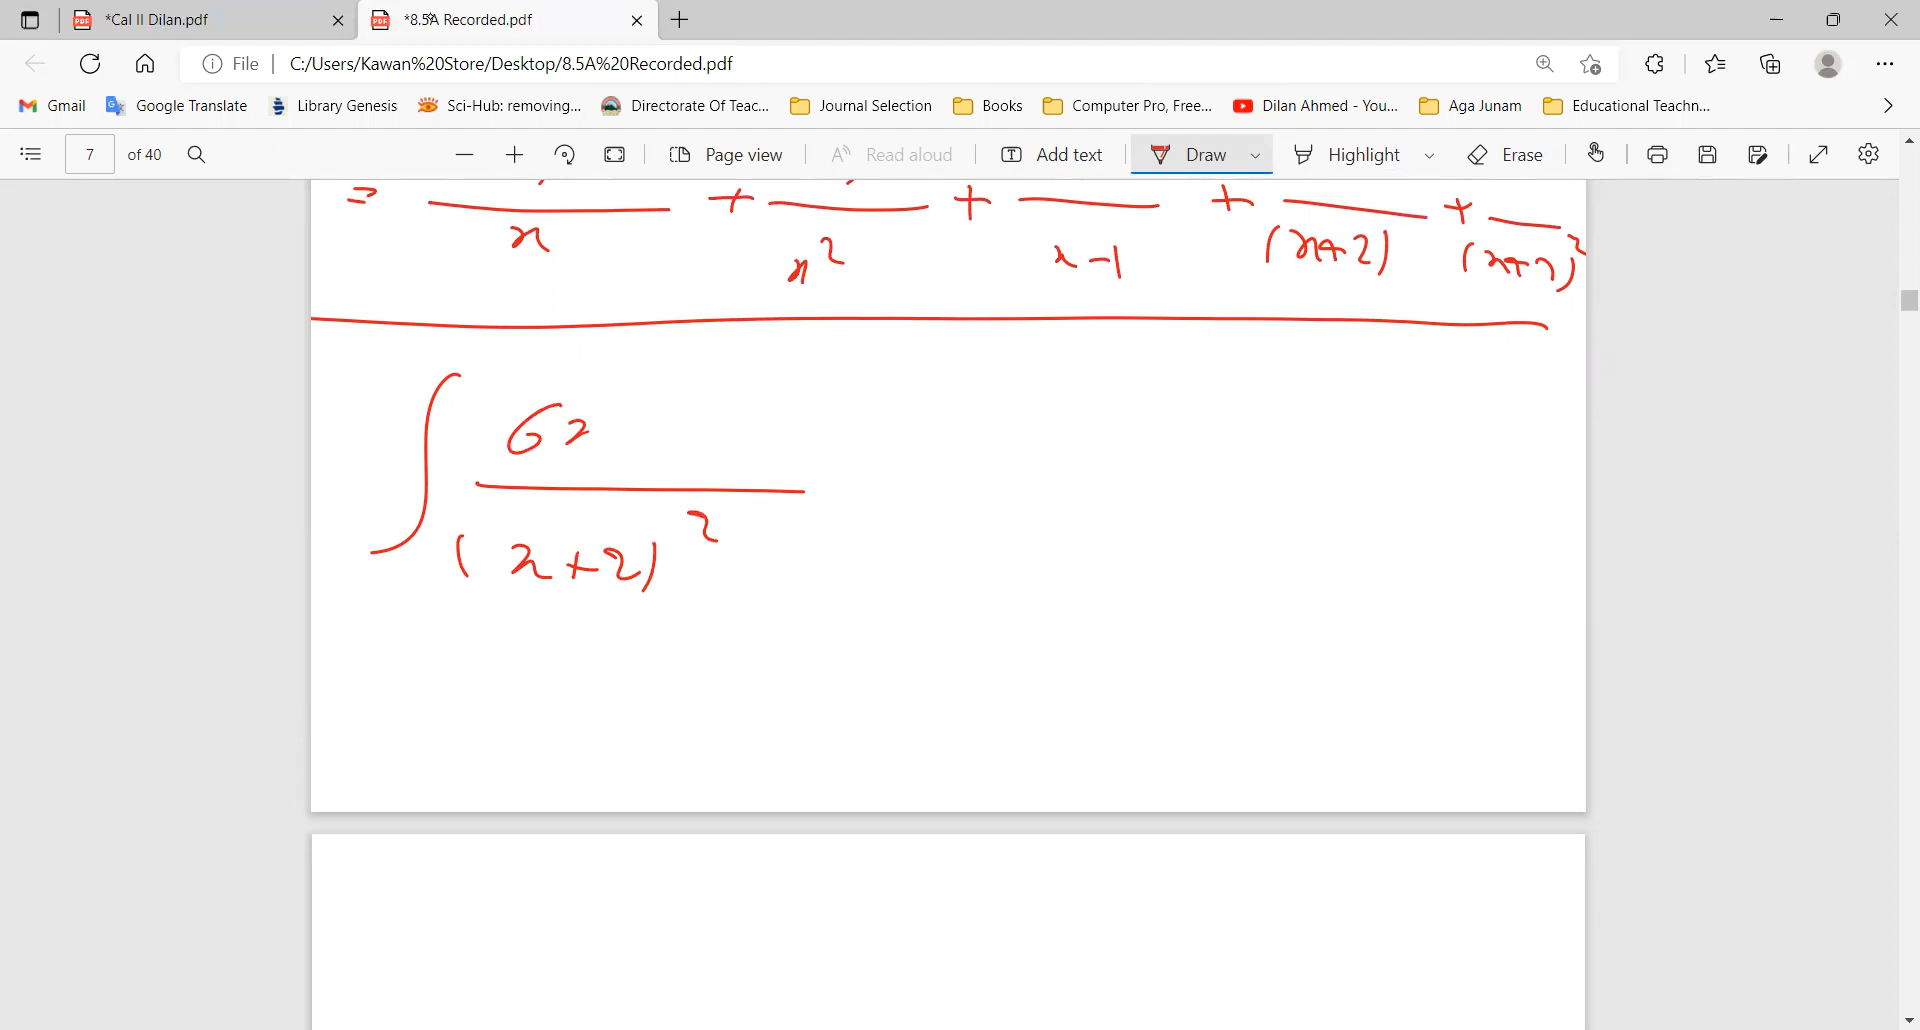 *Cal II Dilan.pdf
*8.5A Recorded.pdf
File | C:/Users/Kawan%20Store/Desktop/8.5A%20Recorded.pdf
Gmail Google Translate Library Genesis Sci-Hub: removing... Directorate Of Teac... Journal Selection Books Computer Pro, Free... Dilan Ahmed - You... Aga Junam Educational Teachn...
7 of 40 Page view Read aloud Add text Draw Highlight Erase
= + + + +
x x² x-1 (x+2) (x+2)²
∫ 6x
(x+2)²